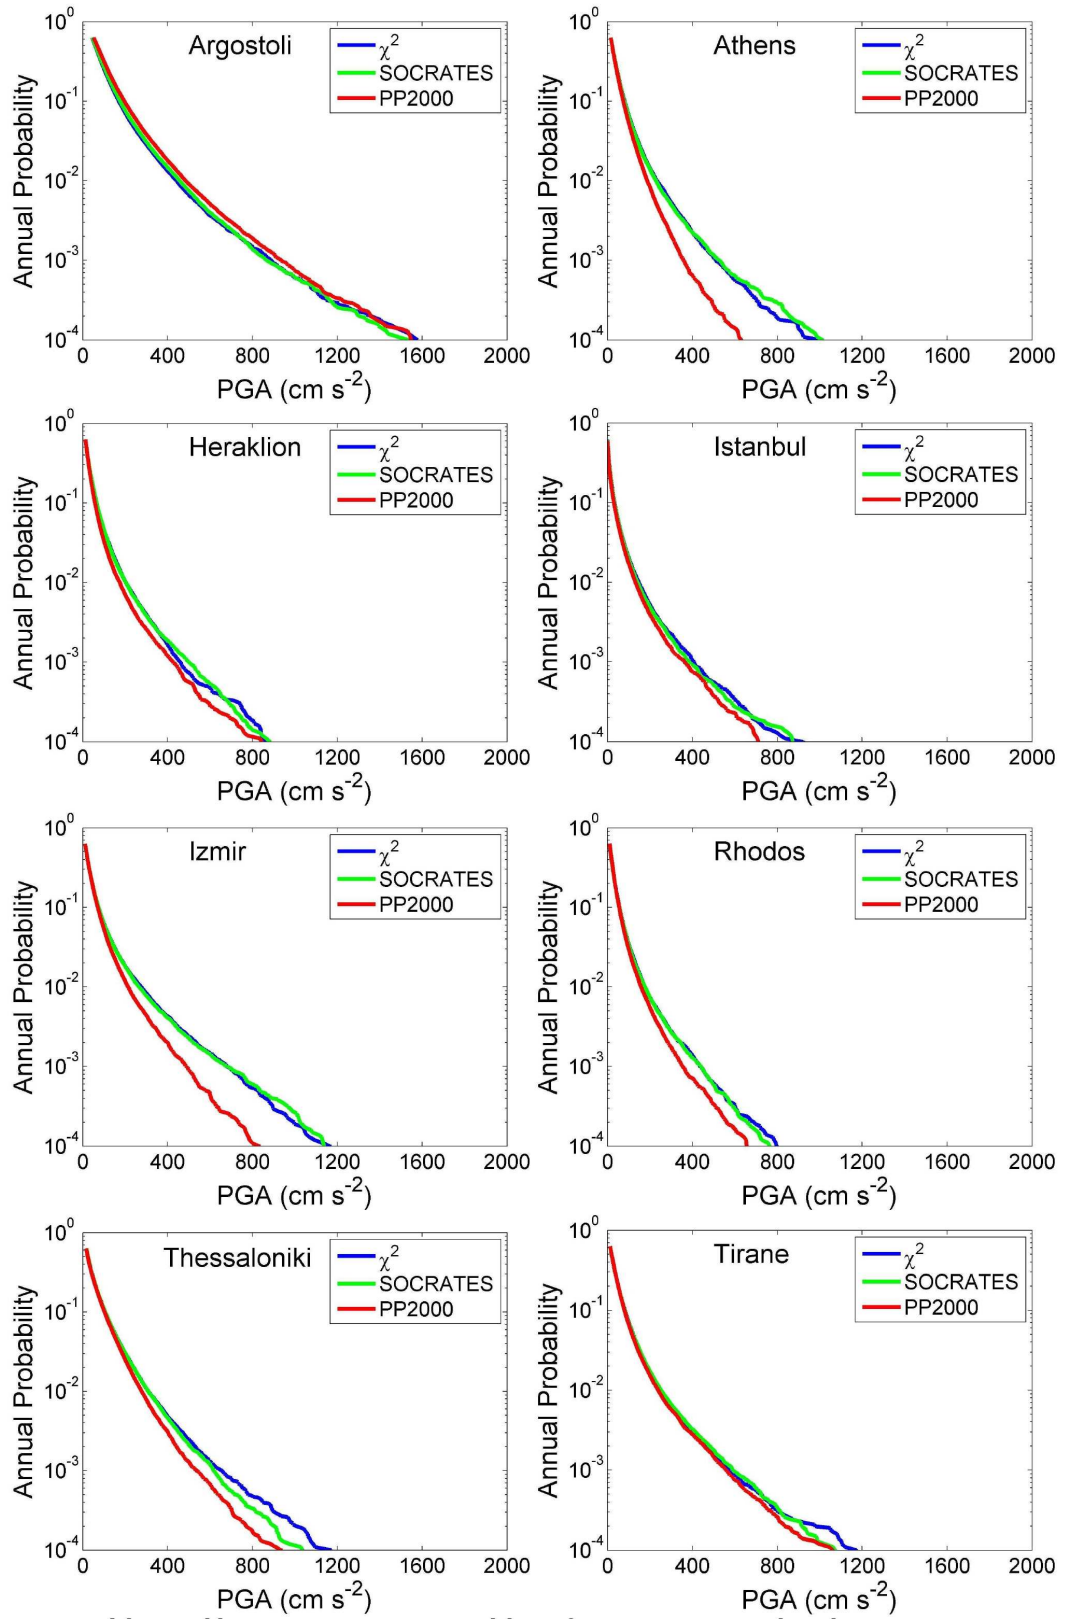 Argostoli
χ2
SOCRATES
PP2000
10^0
10^-1
10^-2
10^-3
10^-4
0 400 800 1200 1600 2000
Annual Probability
PGA (cm s^-2)
Athens
χ2
SOCRATES
PP2000
10^0
10^-1
10^-2
10^-3
10^-4
0 400 800 1200 1600 2000
Annual Probability
PGA (cm s^-2)
Heraklion
χ2
SOCRATES
PP2000
10^0
10^-1
10^-2
10^-3
10^-4
0 400 800 1200 1600 2000
Annual Probability
PGA (cm s^-2)
Istanbul
χ2
SOCRATES
PP2000
10^0
10^-1
10^-2
10^-3
10^-4
0 400 800 1200 1600 2000
Annual Probability
PGA (cm s^-2)
Izmir
χ2
SOCRATES
PP2000
10^0
10^-1
10^-2
10^-3
10^-4
0 400 800 1200 1600 2000
Annual Probability
PGA (cm s^-2)
Rhodos
χ2
SOCRATES
PP2000
10^0
10^-1
10^-2
10^-3
10^-4
0 400 800 1200 1600 2000
Annual Probability
PGA (cm s^-2)
Thessaloniki
χ2
SOCRATES
PP2000
10^0
10^-1
10^-2
10^-3
10^-4
0 400 800 1200 1600 2000
Annual Probability
PGA (cm s^-2)
Tirane
χ2
SOCRATES
PP2000
10^0
10^-1
10^-2
10^-3
10^-4
0 400 800 1200 1600 2000
Annual Probability
PGA (cm s^-2)